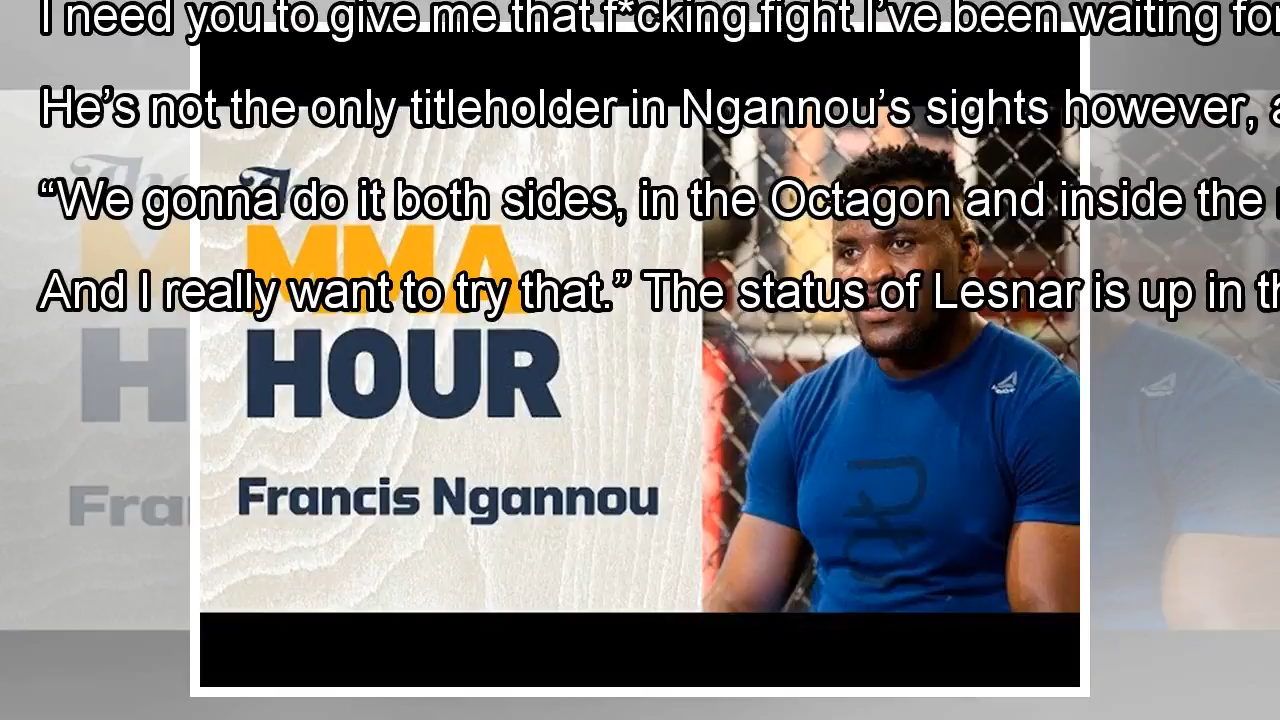 I need you to give me that f*cking fight I've been waiting for
He's not the only titleholder in Ngannou's sights however, a
“We gonna do it both sides, in the Octagon and inside the
And I really want to try that.” The status of Lesnar is up in th
The
MMA
HOUR
Francis Ngannou